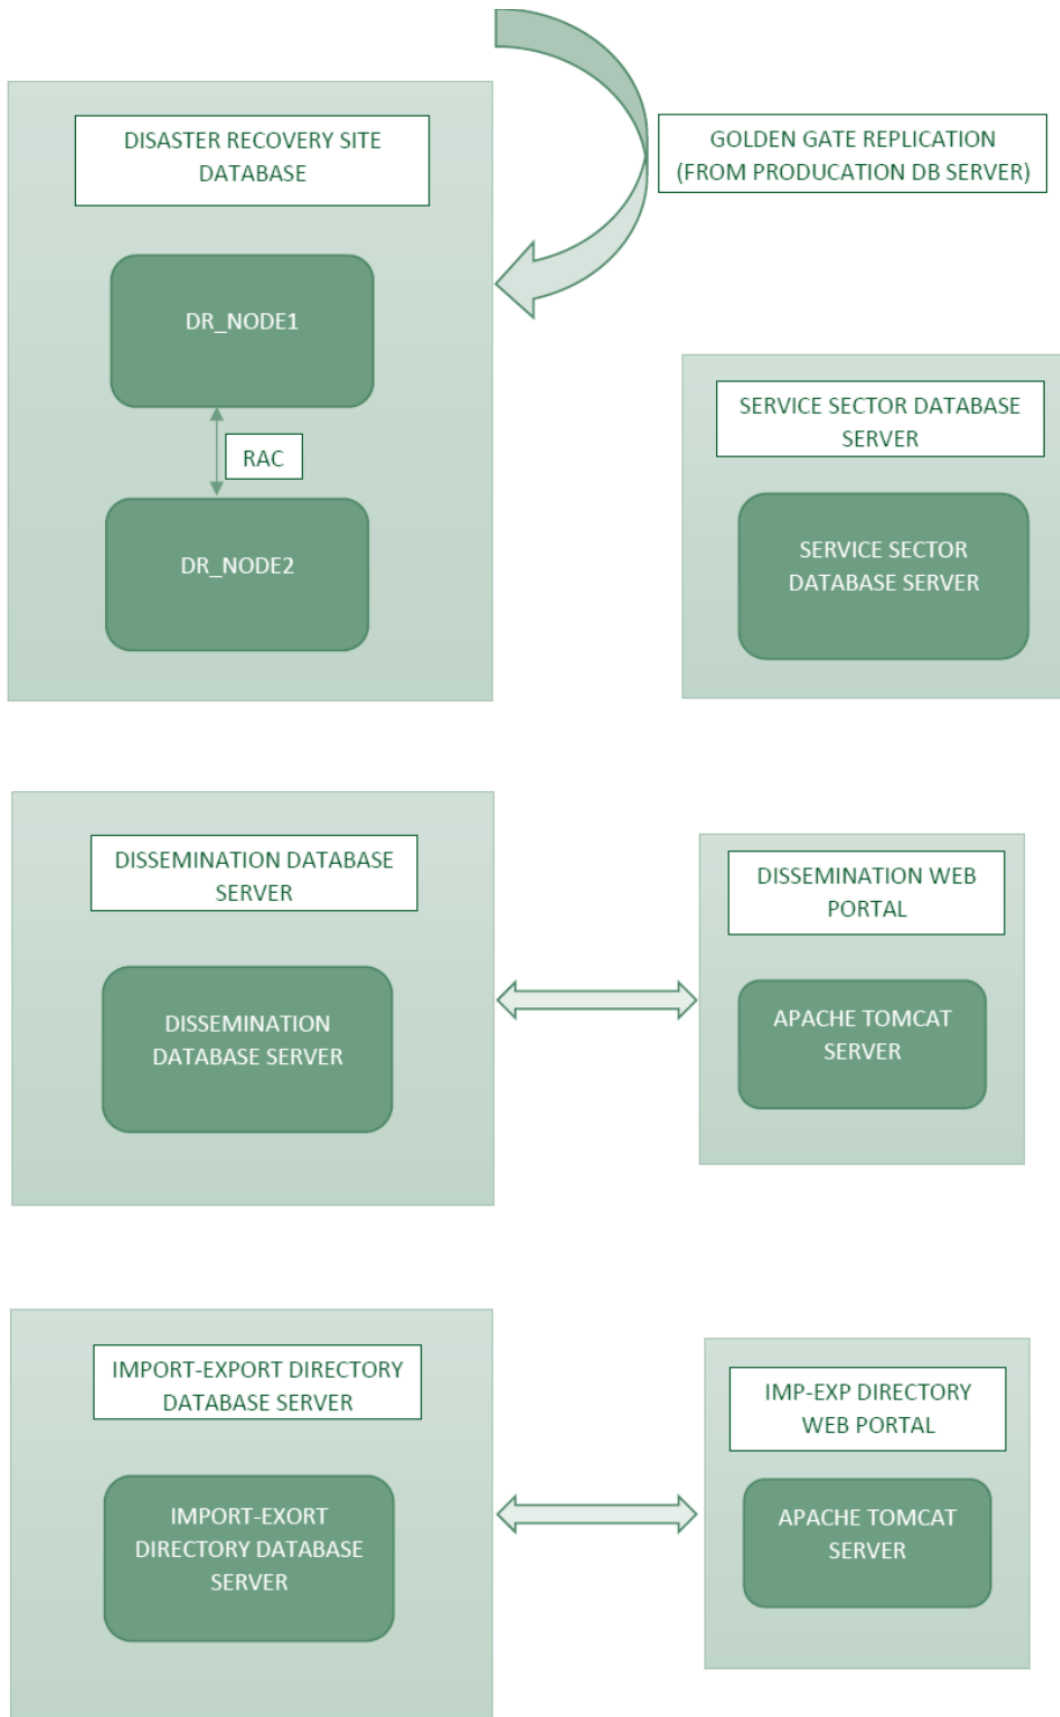 DISASTER RECOVERY SITE
DATABASE
GOLDEN GATE REPLICATION
(FROM PRODUCATION DB SERVER)
DR_NODE1
RAC
DR_NODE2
SERVICE SECTOR DATABASE
SERVER
SERVICE SECTOR
DATABASE SERVER
DISSEMINATION DATABASE
SERVER
DISSEMINATION
DATABASE SERVER
DISSEMINATION WEB
PORTAL
APACHE TOMCAT
SERVER
IMPORT-EXPORT DIRECTORY
DATABASE SERVER
IMPORT-EXORT
DIRECTORY DATABASE
SERVER
IMP-EXP DIRECTORY
WEB PORTAL
APACHE TOMCAT
SERVER